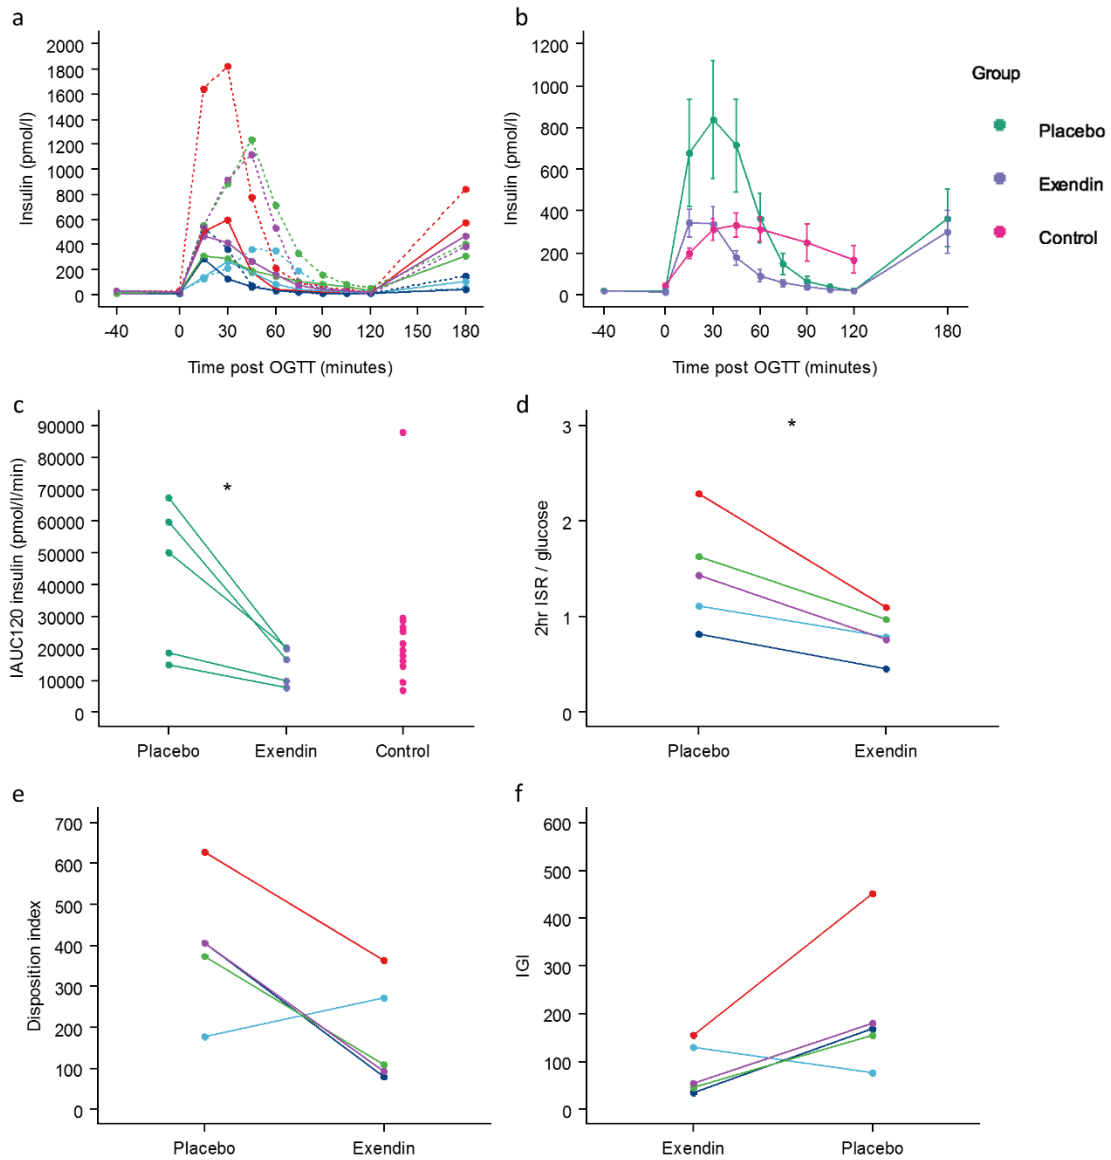 a
2000
1800
1600
1400
1200
1000
800
600
400
200
0
Insulin (pmol/l)
-40 0 30 60 90 120 180
Time post OGTT (minutes)
b
1200
1000
800
600
400
200
0
Insulin (pmol/l)
-40 0 30 60 90 120 180
Time post OGTT (minutes)
Group
Placebo
Exendin
Control
c
90000
80000
70000
60000
50000
40000
30000
20000
10000
0
IAUC120 insulin (pmol/l/min)
*
Placebo Exendin Control
d
3
2
1
0
2hr ISR / glucose
*
Placebo Exendin
e
700
600
500
400
300
200
100
0
Disposition index
Placebo Exendin
f
600
500
400
300
200
100
0
IGI
Exendin Placebo